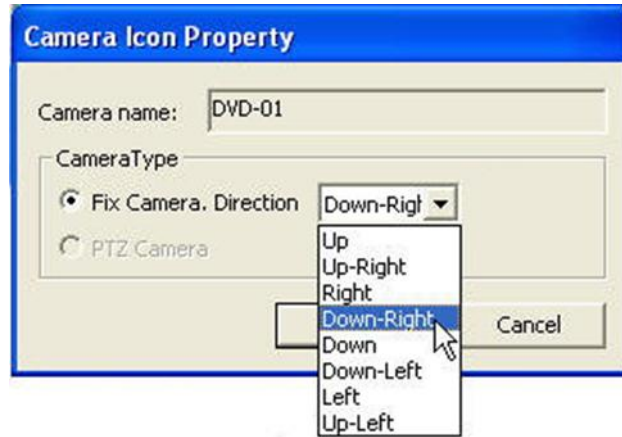 Camera Icon Property
Camera name: DVD-01
CameraType
Fix Camera. Direction Down-Righ
PTZ Camera
Up
Up-Right
Right
Down-Right
Down
Down-Left
Left
Up-Left
Cancel